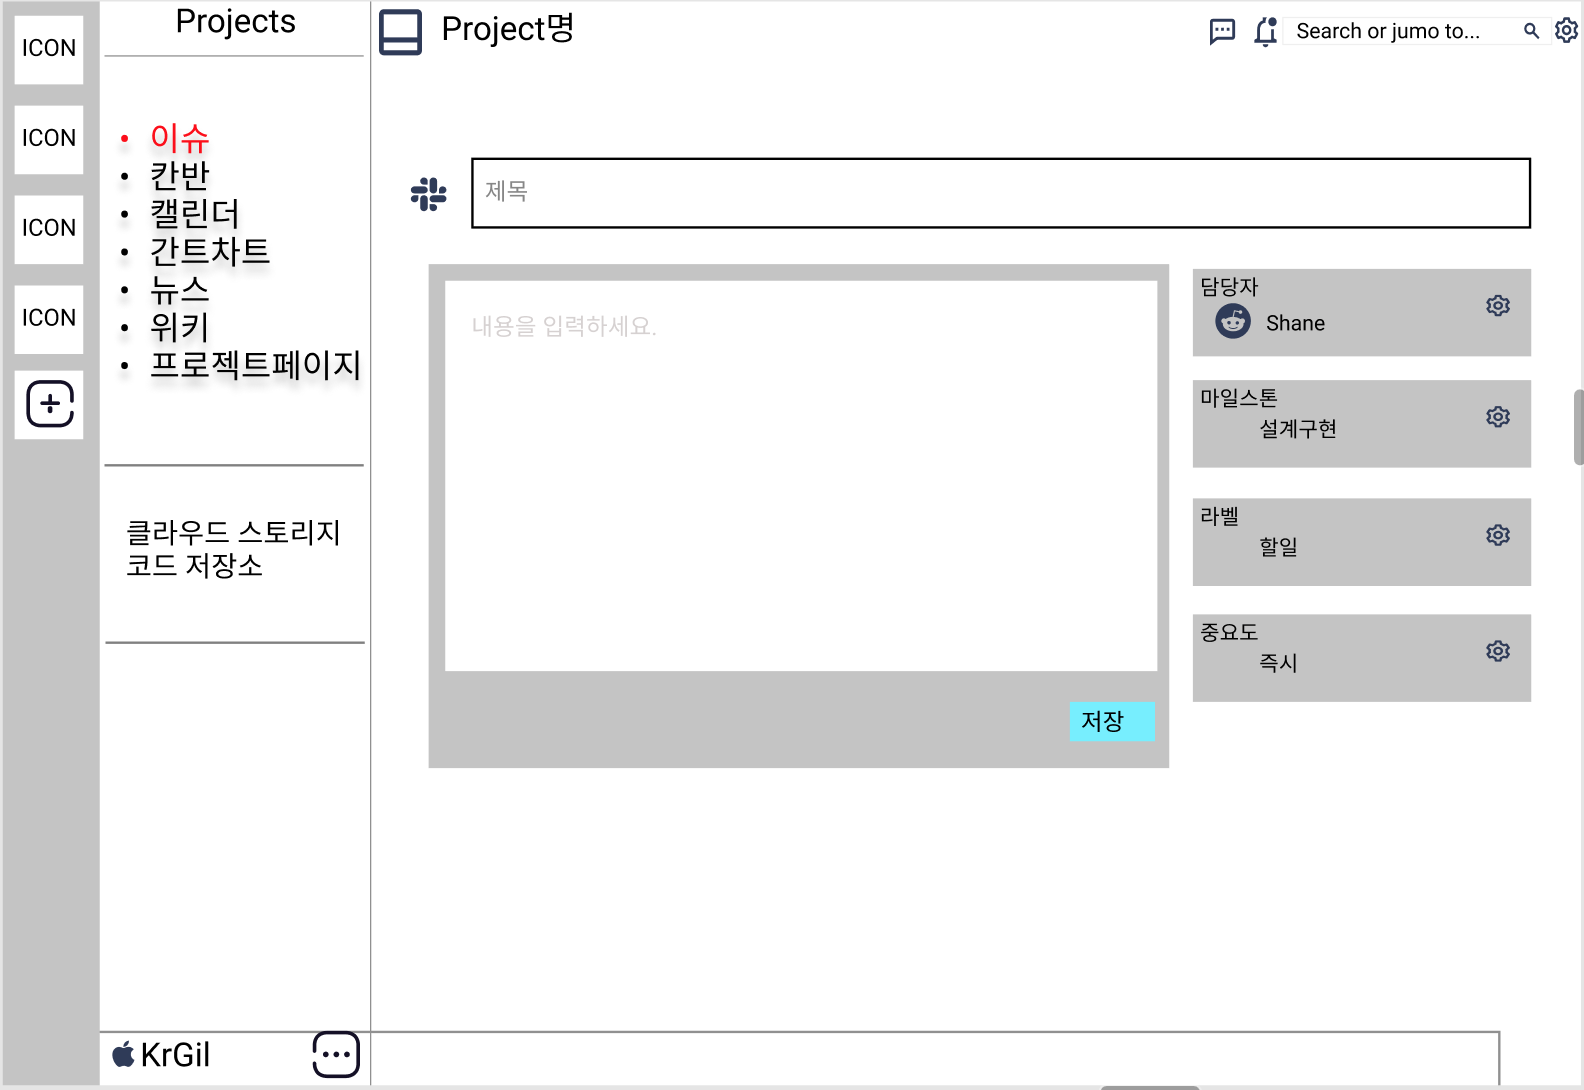 ICON
ICON
ICON
ICON
Projects
• 이슈
• 칸반
• 캘린더
• 간트차트
• 뉴스
• 위키
• 프로젝트페이지
클라우드 스토리지
코드 저장소
KrGil
Project명
Search or jumo to...
제목
내용을 입력하세요.
저장
담당자
Shane
마일스톤
설계구현
라벨
할일
중요도
즉시